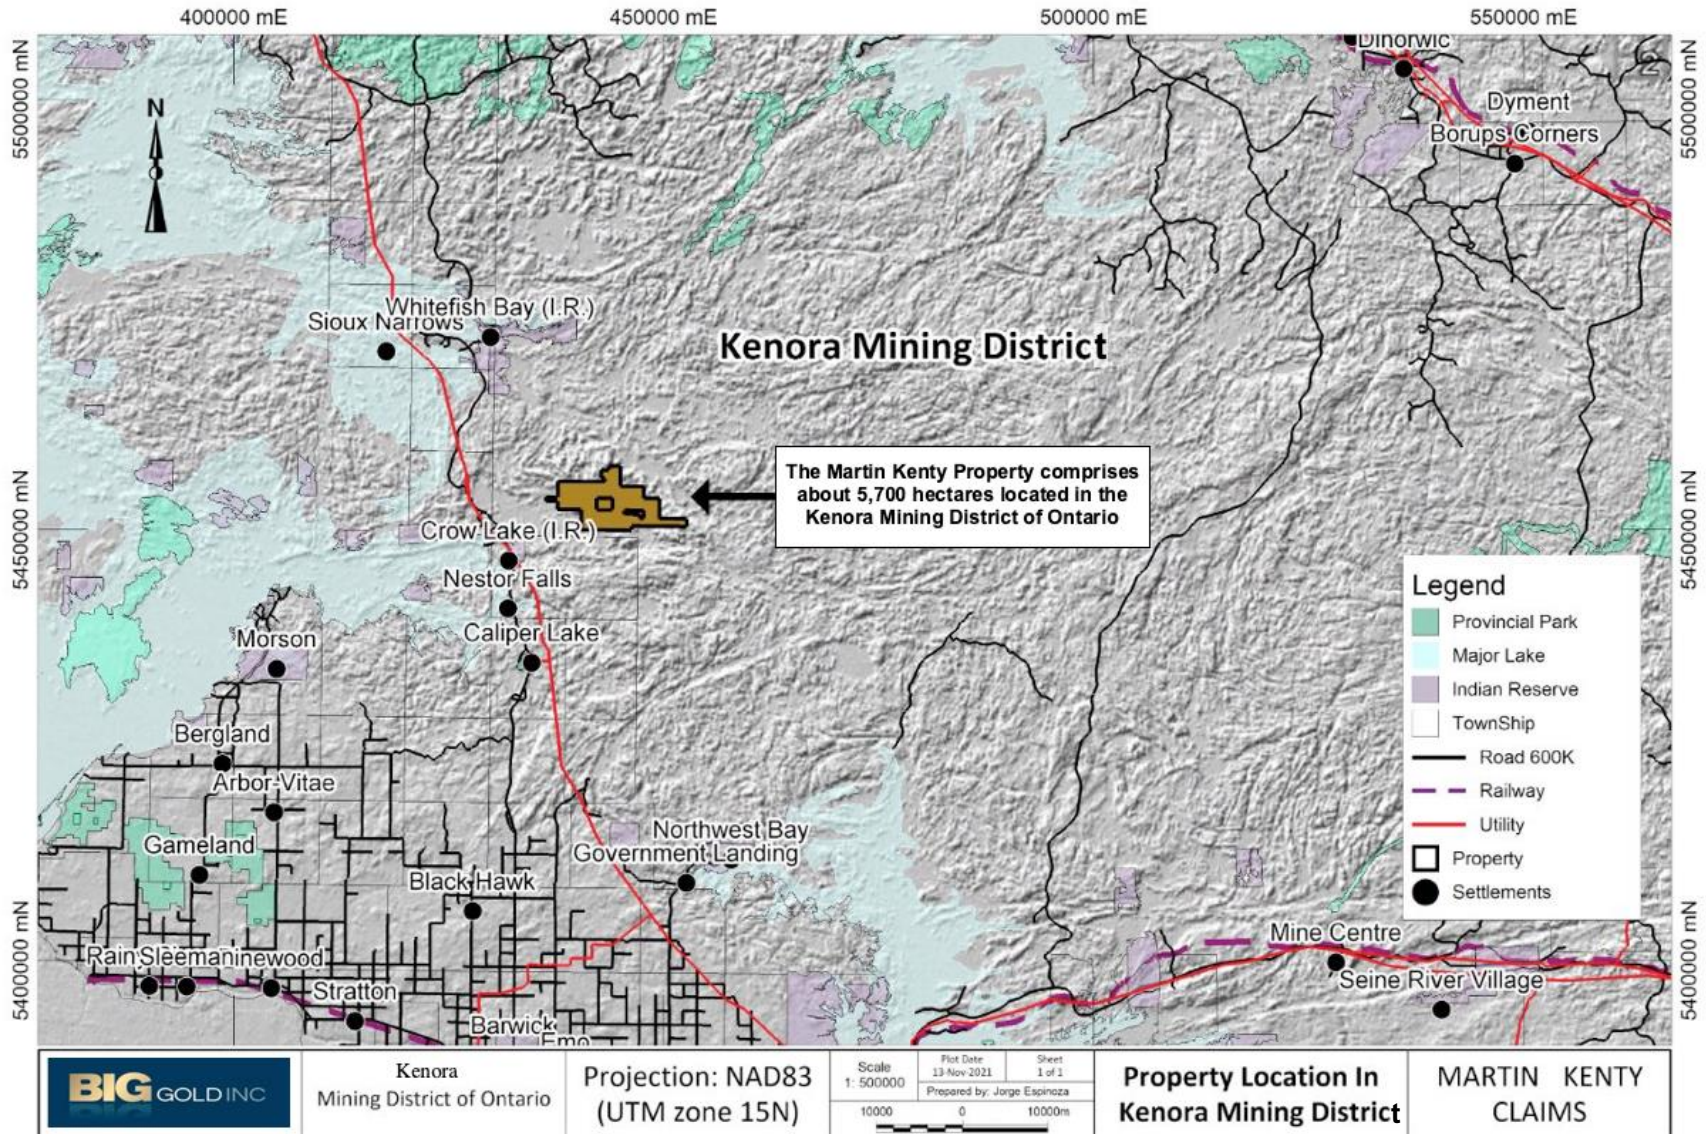 400000 mE
450000 mE
500000 mE
550000 mE
5500000 mN
5500000 mN
N
Dinorwic
Dyment
Borups Corners
Whitefish Bay (I.R.)
Sioux Narrows
Kenora Mining District
The Martin Kenty Property comprises
about 5,700 hectares located in the
Kenora Mining District of Ontario
5450000 mN
5450000 mN
Crow Lake (I.R.)
Nestor Falls
Caliper Lake
Morson
Bergland
Arbor-Vitae
Gameland
Northwest Bay
Government Landing
Black Hawk
Legend
Provincial Park
Major Lake
Indian Reserve
TownShip
Road 600K
Railway
Utility
Property
Settlements
5400000 mN
5400000 mN
Mine Centre
Seine River Village
Sleeman
Stratton
Barwick
Emo
BIG GOLD INC
Kenora
Mining District of Ontario
Projection: NAD83
(UTM zone 15N)
Scale
1: 500000
Plot Date
13-Nov-2021
Sheet
1 of 1
Prepared by: Jorge Espinoza
10000 0 10000m
Property Location In
Kenora Mining District
MARTIN KENTY
CLAIMS